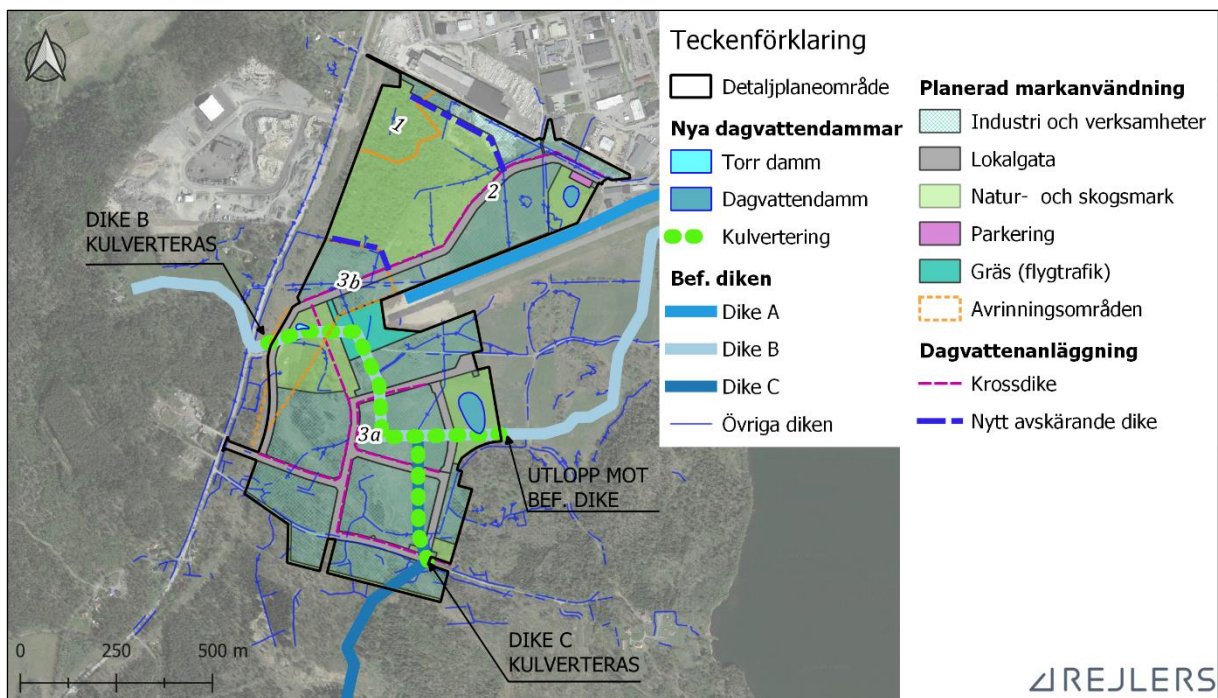 Teckenförklaring
Detaljplaneområde
Nya dagvattendammar
Torr damm
Dagvattendamm
Kulvertering
Bef. diken
Dike A
Dike B
Dike C
Övriga diken
Planerad markanvändning
Industri och verksamheter
Lokalgata
Natur- och skogsmark
Parkering
Gräs (flygtrafik)
Avrinningsområden
Dagvattenanläggning
Krossdike
Nytt avskärande dike
1
2
DIKE B
KULVERTERAS
3b
3a
UTLOPP MOT
BEF. DIKE
DIKE C
KULVERTERAS
0 250 500 m
REJLERS